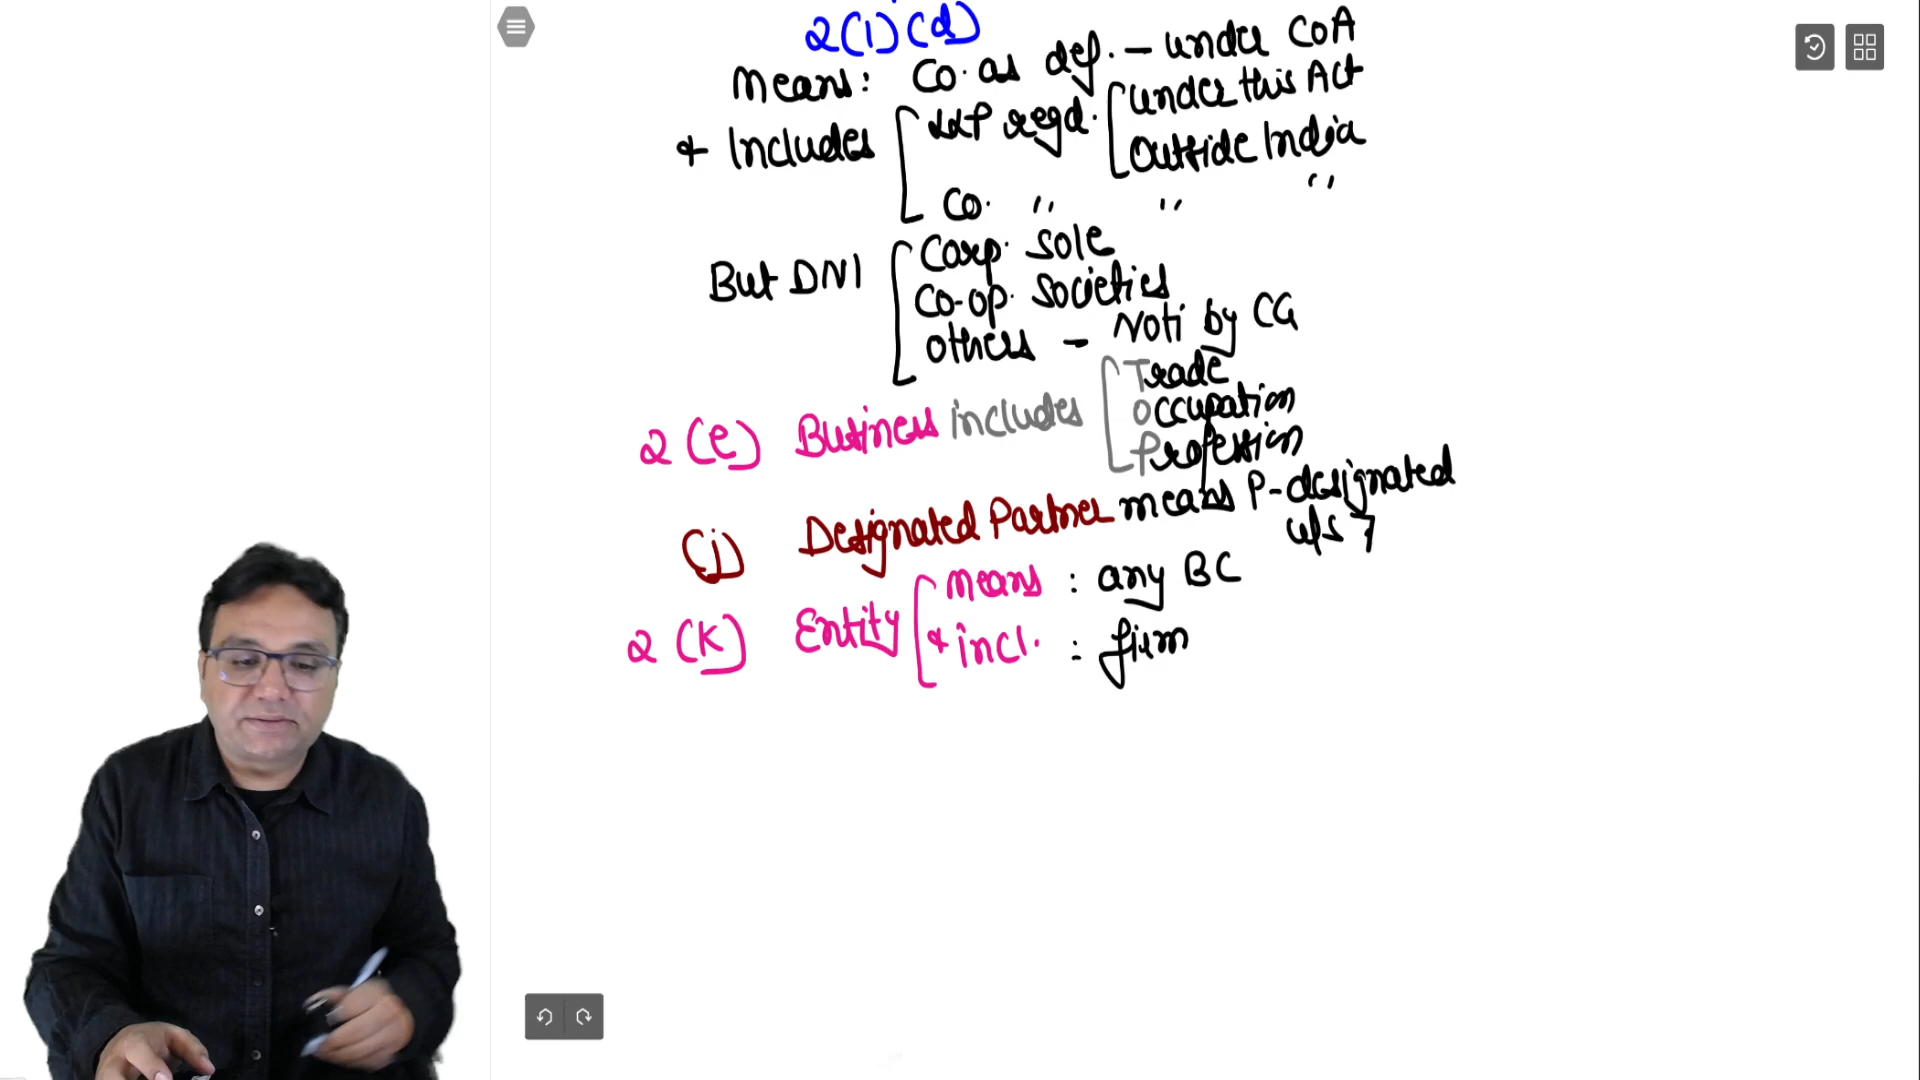 2(1)(d)
Means: Co. as def. - under CoA
+ Includes LLP regd. under this Act
Outside India
Co. " " "
But DNI Corp. Sole
Co-op. Societies
others - Noti by CG
2(e) Business includes Trade
Occupation
Profession
(j) Designated Partner means P-designated
u/s 7
2(k) Entity means : any BC
+ incl. : firm